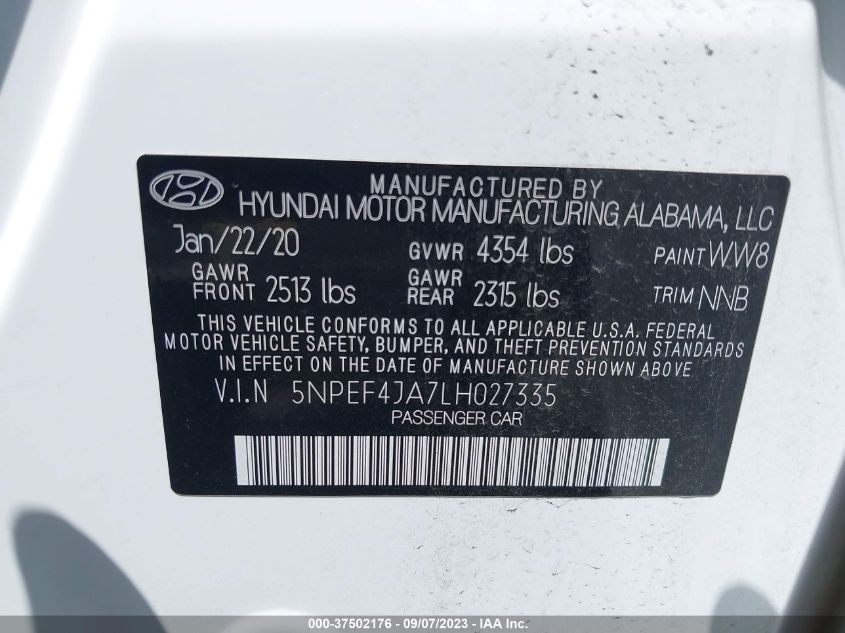 MANUFACTURED BY
HYUNDAI MOTOR MANUFACTURING ALABAMA, LLC
Jan/22/20 GVWR 4354 lbs PAINT WW8
GAWR FRONT 2513 lbs GAWR REAR 2315 lbs TRIM NNB
THIS VEHICLE CONFORMS TO ALL APPLICABLE U.S.A. FEDERAL
MOTOR VEHICLE SAFETY, BUMPER, AND THEFT PREVENTION STANDARDS
IN EFFECT ON THE DATE OF MANUFACTURE SHOWN ABOVE
V.I.N 5NPEF4JA7LH027335
PASSENGER CAR
000-37502176 - 09/07/2023 - IAA Inc.